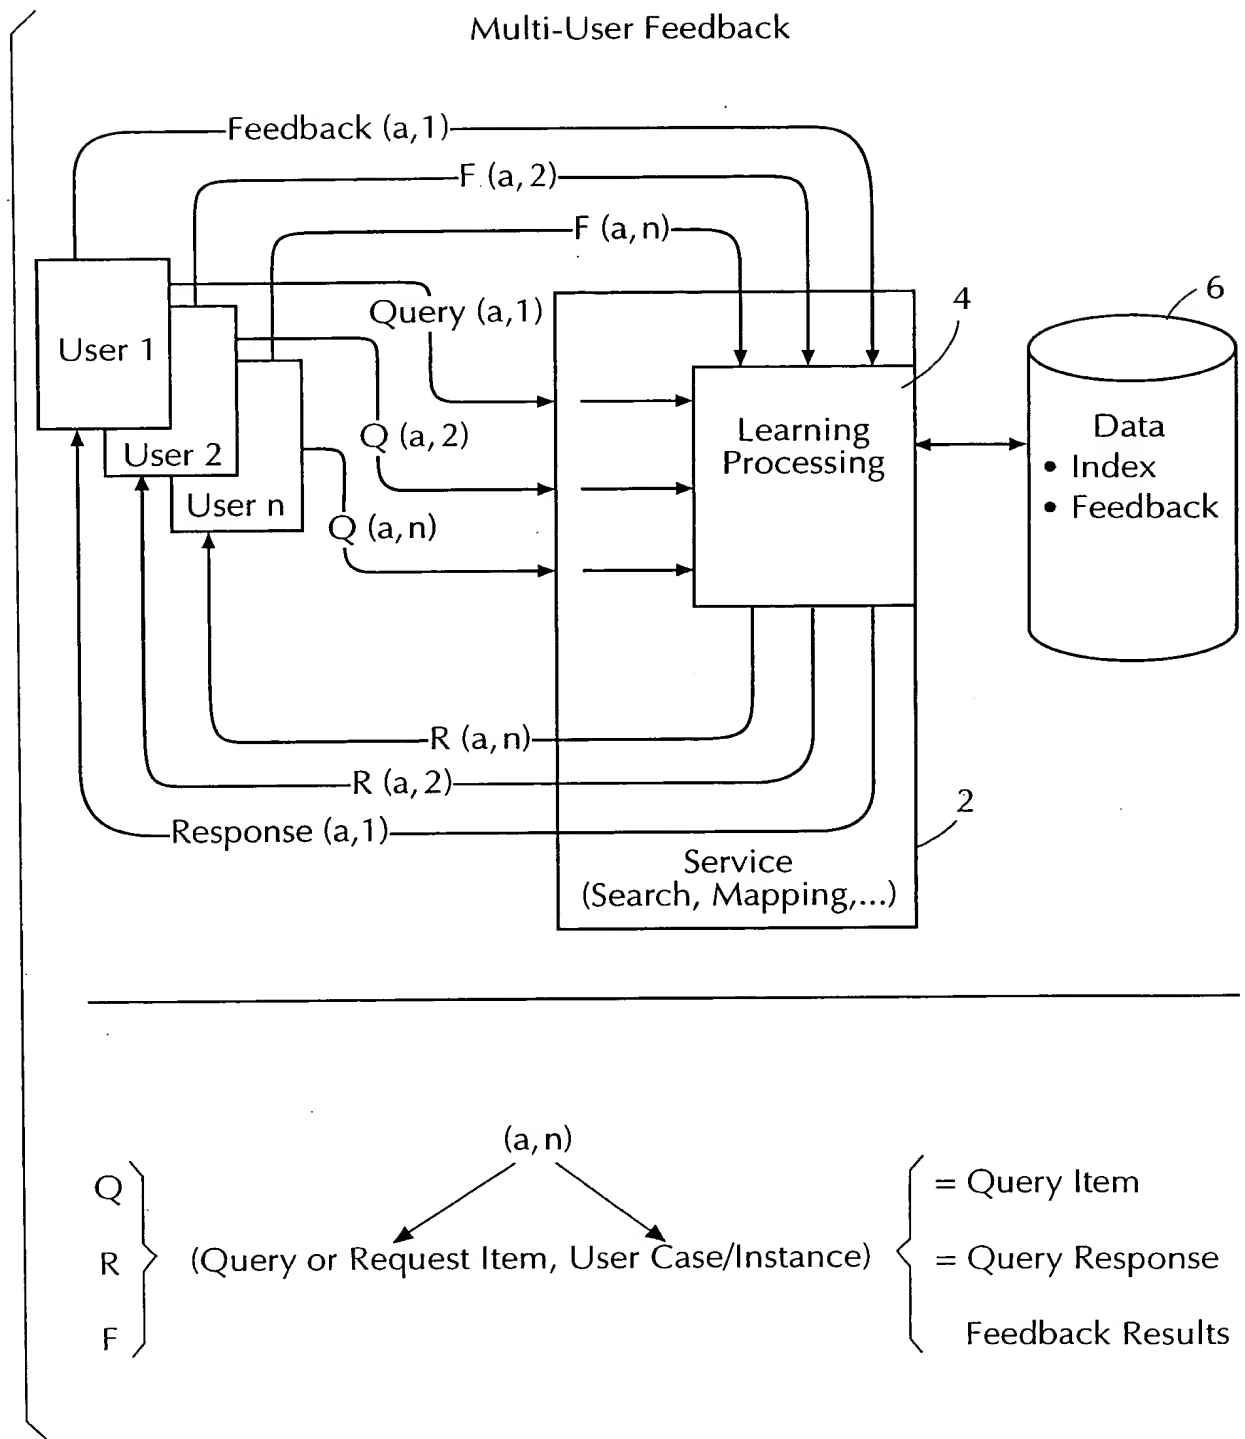 Multi-User Feedback
Feedback (a,1)
F (a, 2)
F (a, n)
Query (a,1)
4
6
User 1
Q (a, 2)
User 2
User n
Q (a, n)
Learning
Processing
Data
• Index
• Feedback
R (a, n)
R (a, 2)
Response (a,1)
2
Service
(Search, Mapping,...)
(a, n)
Q
R
F
(Query or Request Item, User Case/Instance)
= Query Item
= Query Response
Feedback Results